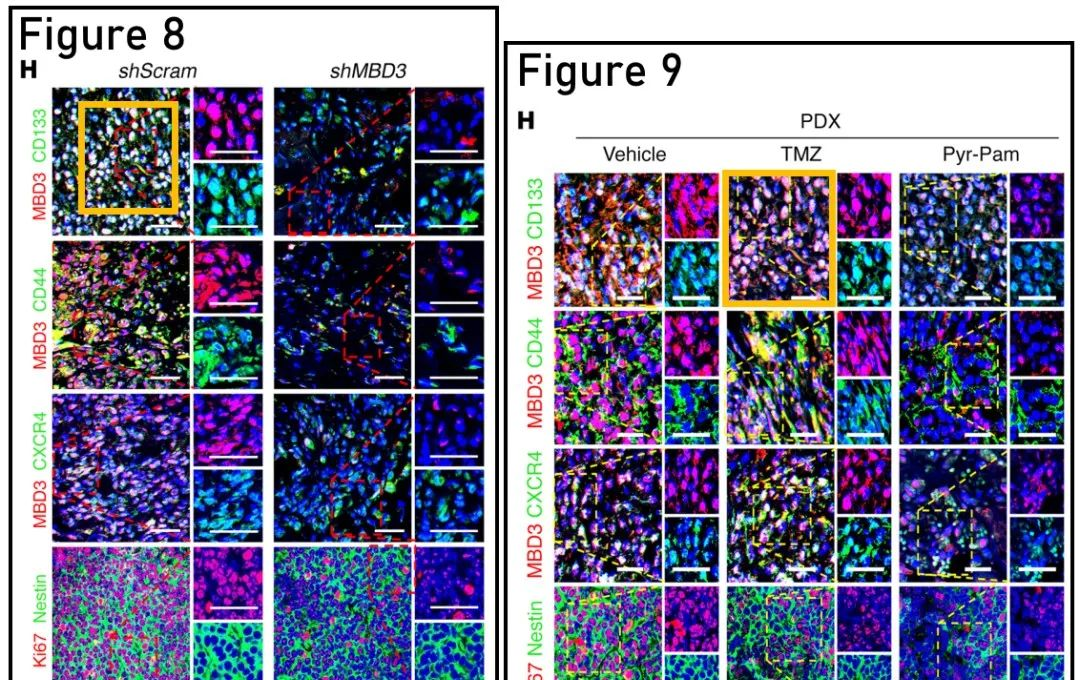 Figure 8
H shScram shMBD3
MBD3 CD133
MBD3 CD44
MBD3 CXCR4
Ki67 Nestin
Figure 9
H
PDX
Vehicle TMZ Pyr-Pam
MBD3 CD133
MBD3 CD44
MBD3 CXCR4
67 Nestin